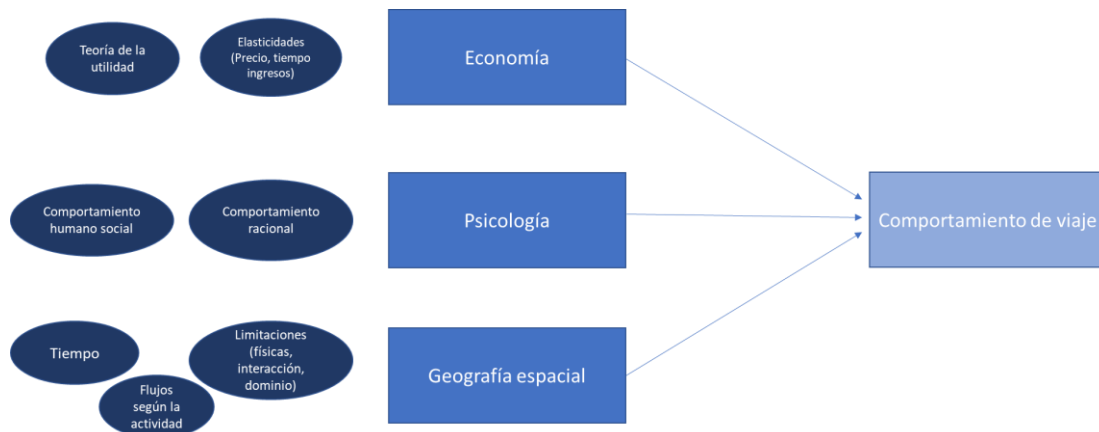 Teoría de la
utilidad
Elasticidades
(Precio, tiempo
ingresos)
Economía
Comportamiento
humano social
Comportamiento
racional
Psicología
Comportamiento de viaje
Tiempo
Flujos
según la
actividad
Limitaciones
(físicas,
interacción,
dominio)
Geografía espacial